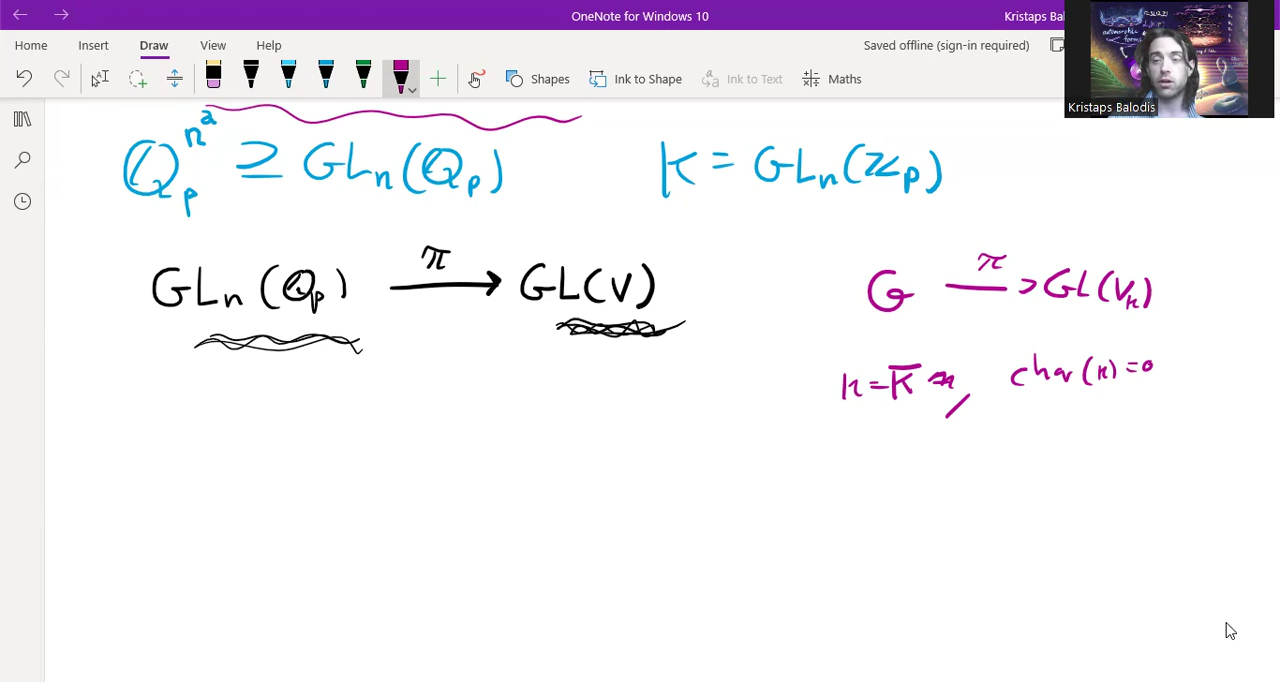 OneNote for Windows 10
Kristaps Bal
Home Insert Draw View Help
Saved offline (sign-in required)
Shapes Ink to Shape Ink to Text Maths
automorphic
forms
Kristaps Balodis
Q_p^{n^2} ⊇ GL_n(Q_p)
K = GL_n(Z_p)
GL_n(Q_p) —π→ GL(V)
G —π→ GL(V_k)
k = k̄
char(k) = 0